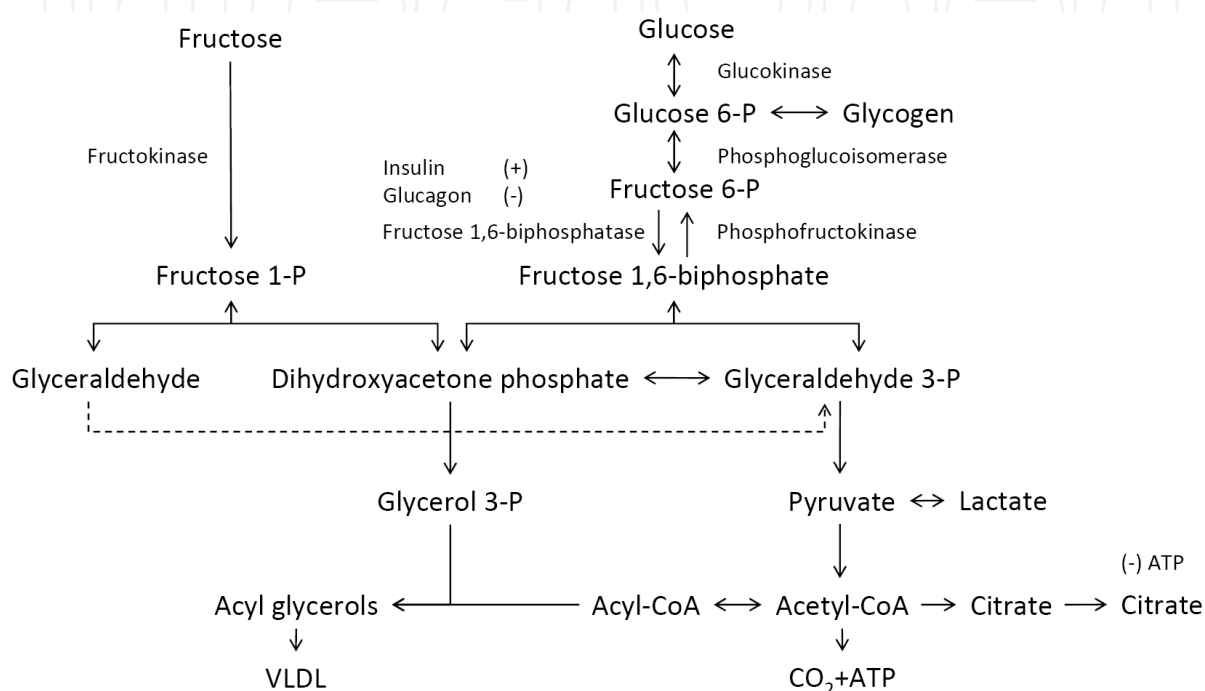 Fructose
Glucose
Glucokinase
Glucose 6-P
Glycogen
Fructokinase
Phosphoglucoisomerase
Insulin (+)
Glucagon (-)
Fructose 6-P
Fructose 1,6-biphosphatase
Phosphofructokinase
Fructose 1-P
Fructose 1,6-biphosphate
Glyceraldehyde
Dihydroxyacetone phosphate
Glyceraldehyde 3-P
Glycerol 3-P
Pyruvate
Lactate
(-) ATP
Acyl glycerols
Acyl-CoA
Acetyl-CoA
Citrate
Citrate
VLDL
CO₂+ATP